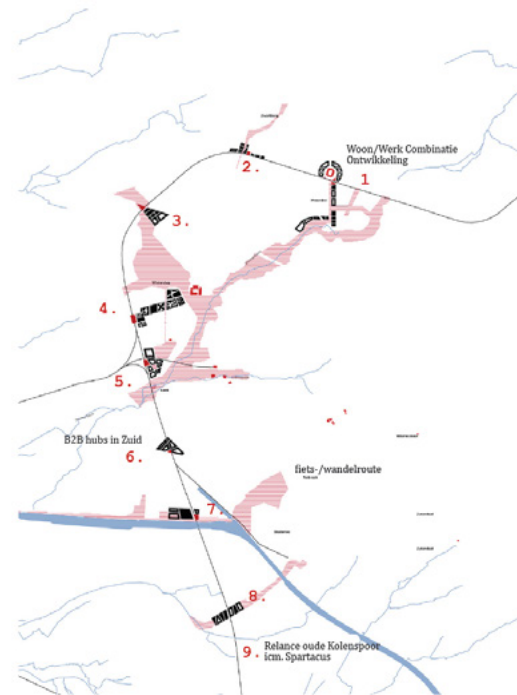 Woon/Werk Combinatie
Ontwikkeling
1
2.
3.
4.
5.
B2B hubs in Zuid
6.
fiets-/wandelroute
7.
8.
9.
Relance oude Kolenspoor
icm. Spartacus